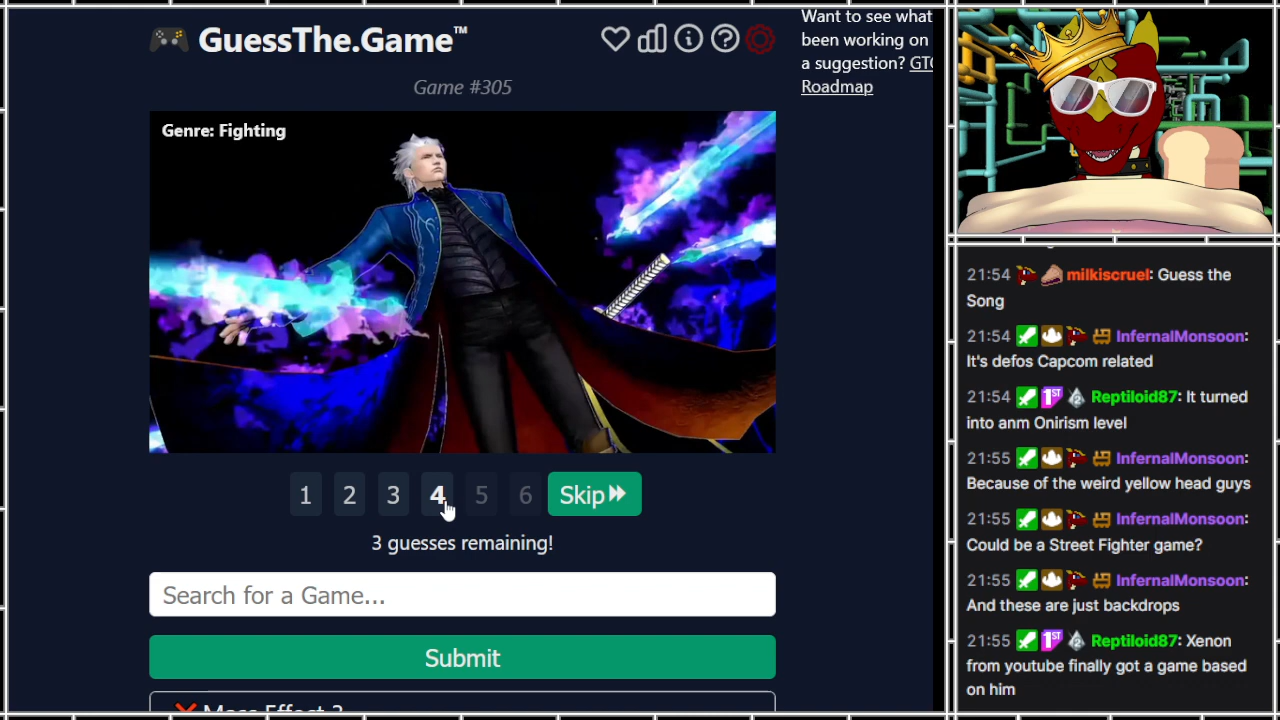 GuessThe.Game™
Want to see what
been working on
a suggestion? GTG
Roadmap
Game #305
Genre: Fighting
1 2 3 4 5 6 Skip
3 guesses remaining!
Search for a Game...
Submit
21:54 milkiscruel: Guess the
Song
21:54 InfernalMonsoon:
It's defos Capcom related
21:54 1ST 2 Reptiloid87: It turned
into anm Onirism level
21:55 InfernalMonsoon:
Because of the weird yellow head guys
21:55 InfernalMonsoon:
Could be a Street Fighter game?
21:55 InfernalMonsoon:
And these are just backdrops
21:55 1ST 2 Reptiloid87: Xenon
from youtube finally got a game based
on him